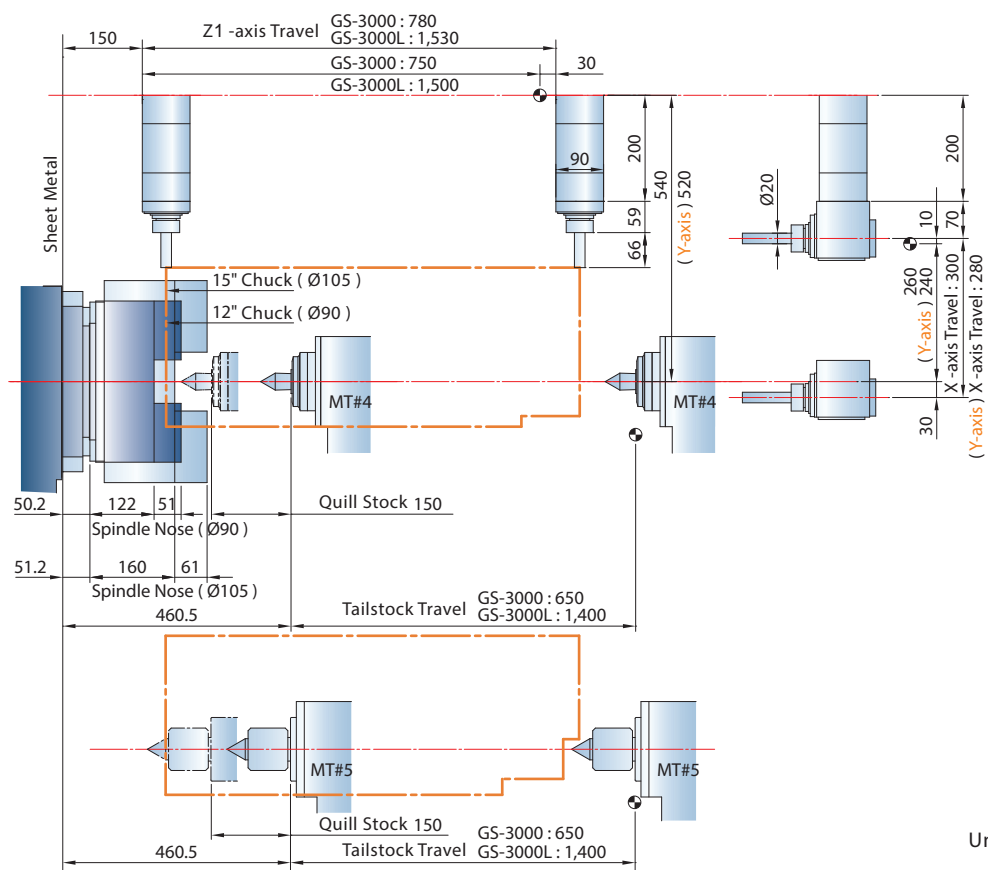 GS-3000 : 780
150
Z1 -axis Travel
GS-3000L : 1,530
GS-3000 : 750
30
GS-3000L : 1,500
Sheet Metal
90
200
59
66
540
( Y-axis ) 520
Ø20
200
10
70
260
( Y-axis ) 240
X -axis Travel : 300
( Y-axis ) X -axis Travel : 280
30
15" Chuck ( Ø105 )
12" Chuck ( Ø90 )
MT#4
MT#4
50.2
122
51
Quill Stock 150
Spindle Nose ( Ø90 )
51.2
160
61
Spindle Nose ( Ø105 )
460.5
Tailstock Travel
GS-3000 : 650
GS-3000L : 1,400
MT#5
MT#5
Quill Stock 150
460.5
Tailstock Travel
GS-3000 : 650
GS-3000L : 1,400